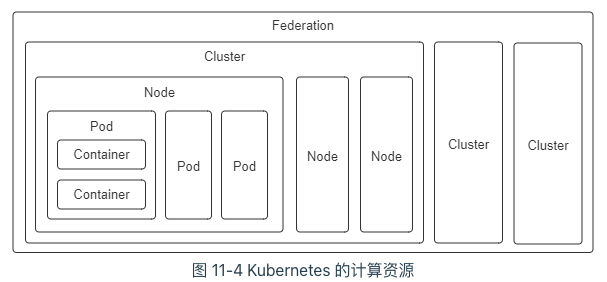 Federation
Cluster
Node
Pod
Container
Container
Pod
Pod
Node
Node
Cluster
Cluster
图 11-4 Kubernetes 的计算资源